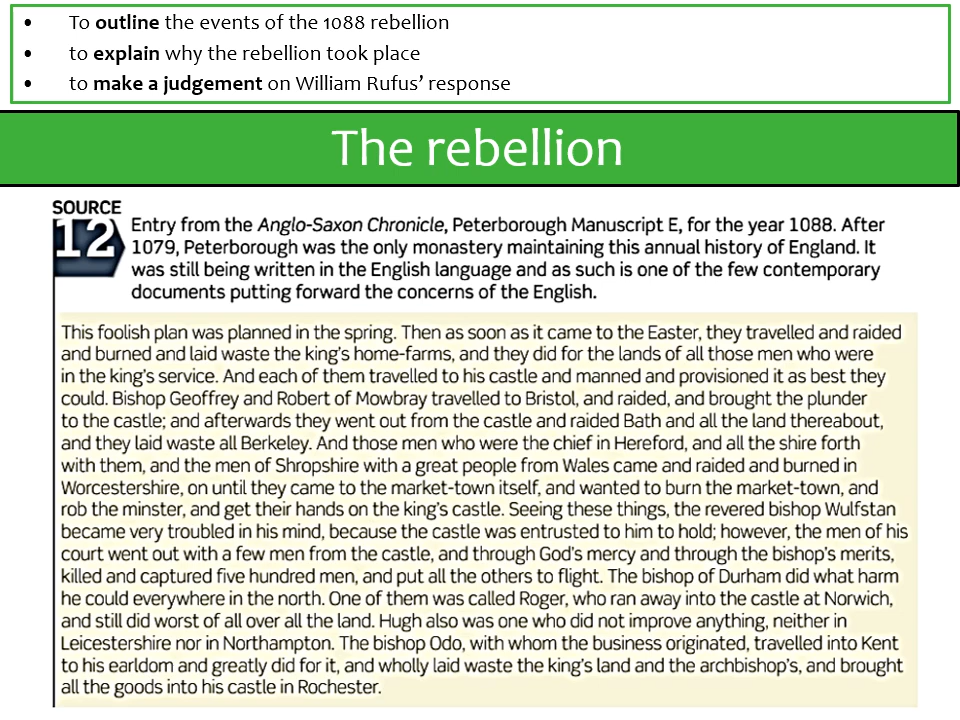 • To outline the events of the 1088 rebellion
• to explain why the rebellion took place
• to make a judgement on William Rufus’ response
The rebellion
SOURCE
12
Entry from the Anglo-Saxon Chronicle, Peterborough Manuscript E, for the year 1088. After
1079, Peterborough was the only monastery maintaining this annual history of England. It
was still being written in the English language and as such is one of the few contemporary
documents putting forward the concerns of the English.
This foolish plan was planned in the spring. Then as soon as it came to the Easter, they travelled and raided
and burned and laid waste the king's home-farms, and they did for the lands of all those men who were
in the king's service. And each of them travelled to his castle and manned and provisioned it as best they
could. Bishop Geoffrey and Robert of Mowbray travelled to Bristol, and raided, and brought the plunder
to the castle; and afterwards they went out from the castle and raided Bath and all the land thereabout,
and they laid waste all Berkeley. And those men who were the chief in Hereford, and all the shire forth
with them, and the men of Shropshire with a great people from Wales came and raided and burned in
Worcestershire, on until they came to the market-town itself, and wanted to burn the market-town, and
rob the minster, and get their hands on the king's castle. Seeing these things, the revered bishop Wulfstan
became very troubled in his mind, because the castle was entrusted to him to hold; however, the men of his
court went out with a few men from the castle, and through God's mercy and through the bishop's merits,
killed and captured five hundred men, and put all the others to flight. The bishop of Durham did what harm
he could everywhere in the north. One of them was called Roger, who ran away into the castle at Norwich,
and still did worst of all over all the land. Hugh also was one who did not improve anything, neither in
Leicestershire nor in Northampton. The bishop Odo, with whom the business originated, travelled into Kent
to his earldom and greatly did for it, and wholly laid waste the king's land and the archbishop's, and brought
all the goods into his castle in Rochester.